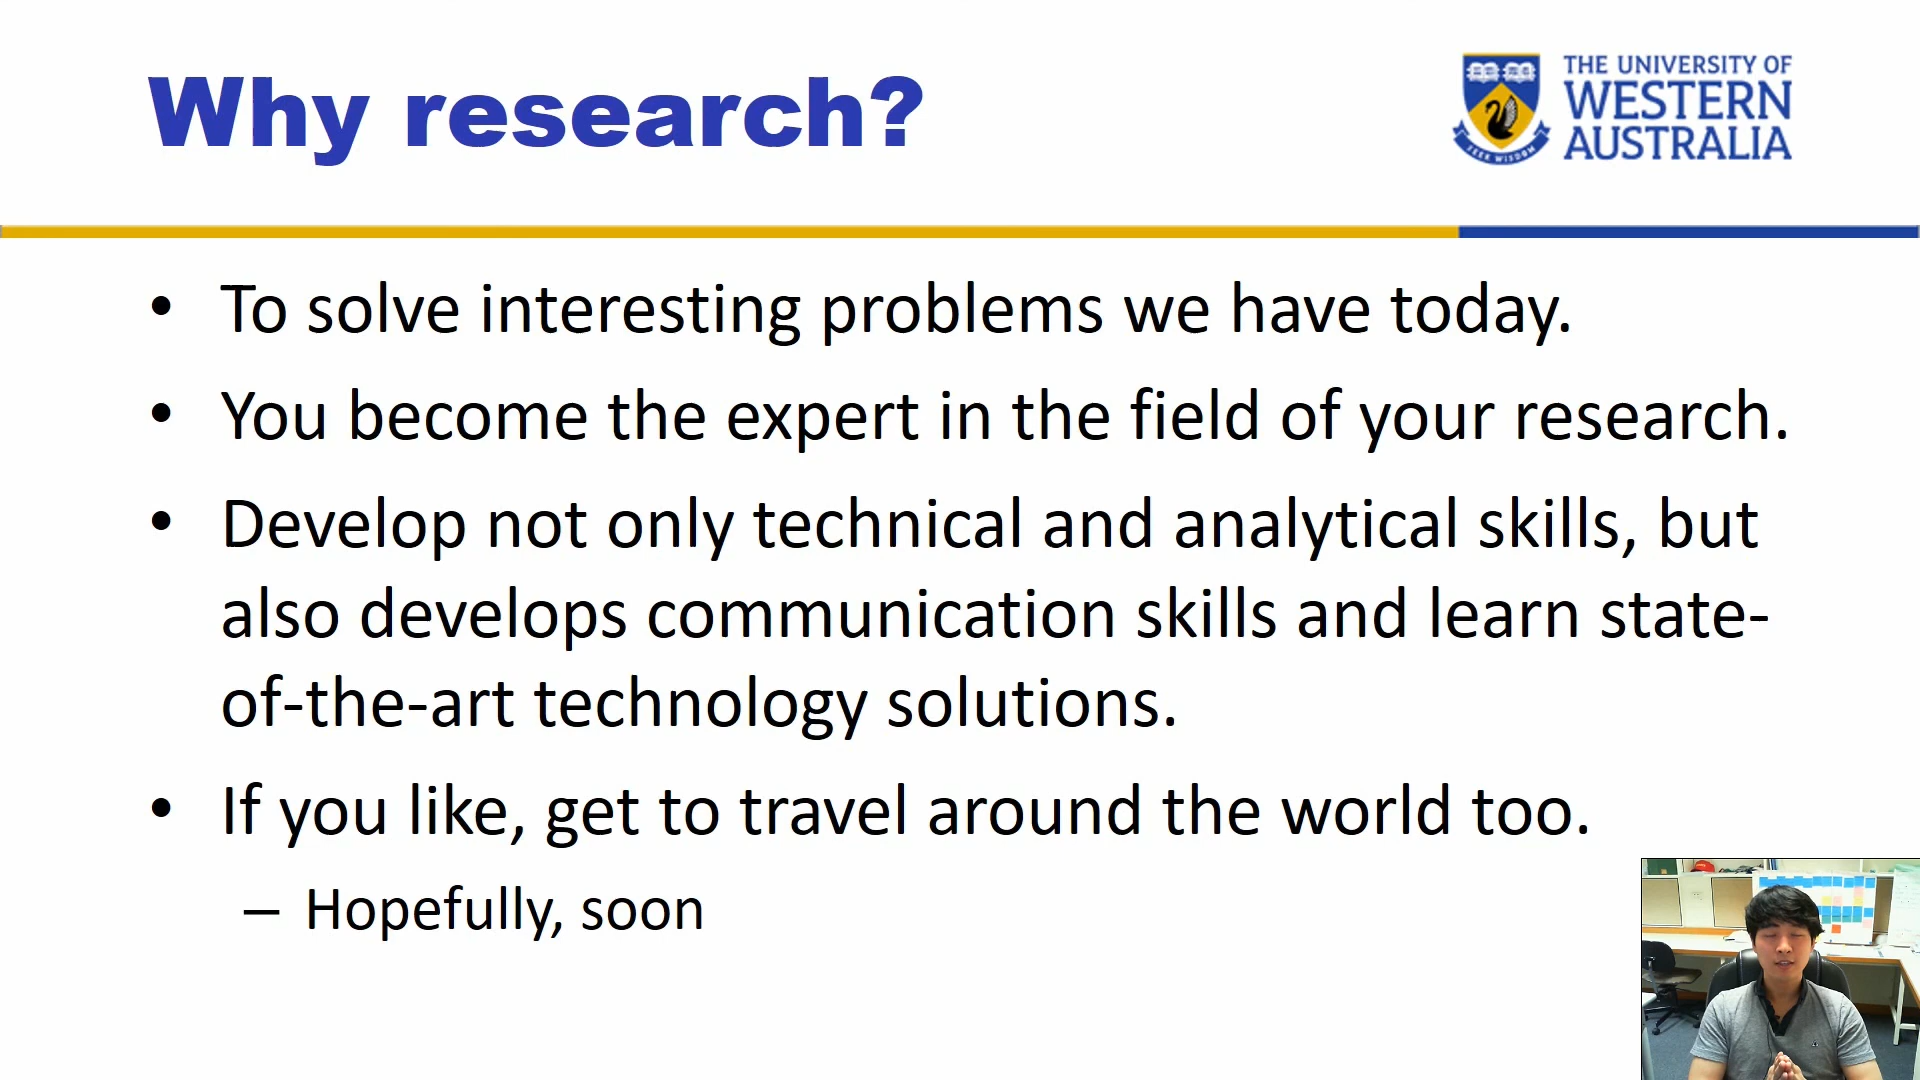 Why research?
THE UNIVERSITY OF
WESTERN
AUSTRALIA
SEEK WISDOM
• To solve interesting problems we have today.
• You become the expert in the field of your research.
• Develop not only technical and analytical skills, but
also develops communication skills and learn state-
of-the-art technology solutions.
• If you like, get to travel around the world too.
– Hopefully, soon